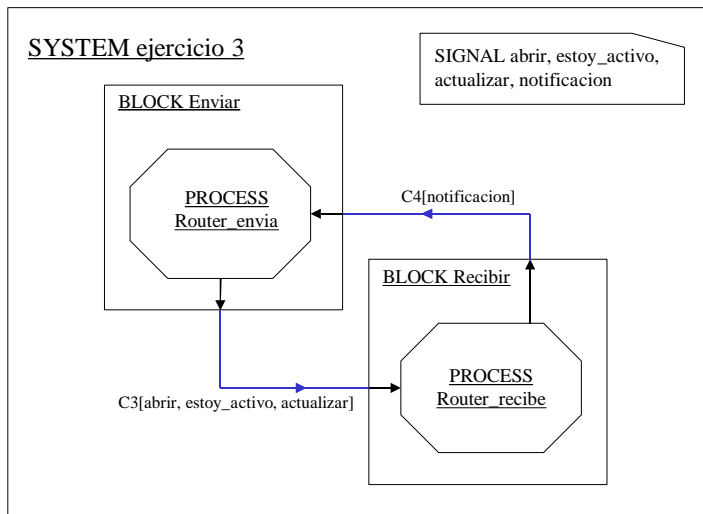 SYSTEM ejercicio 3
SIGNAL abrir, estoy_activo,
actualizar, notificacion
BLOCK Enviar
PROCESS
Router_envia
C4[notificacion]
BLOCK Recibir
PROCESS
Router_recibe
C3[abrir, estoy_activo, actualizar]